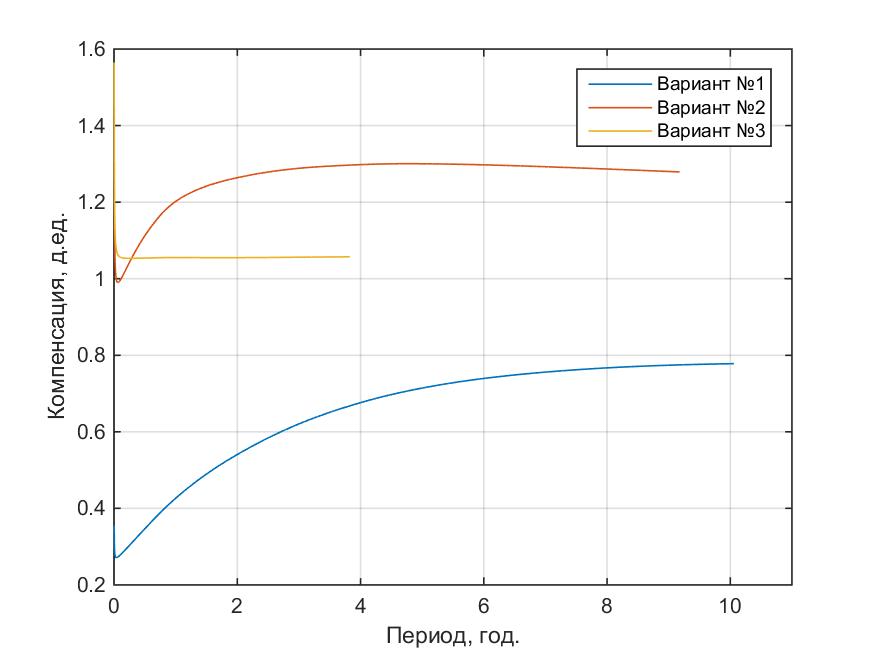 1.6
1.4
1.2
1
0.8
0.6
0.4
0.2
Компенсация, д.ед.
Вариант №1
Вариант №2
Вариант №3
0 2 4 6 8 10
Период, год.